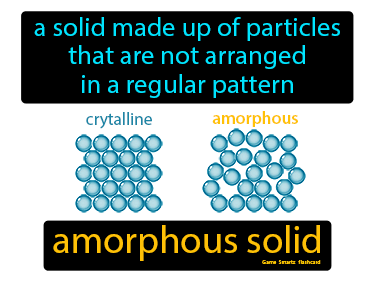 a solid made up of particles
that are not arranged
in a regular pattern
crytalline amorphous
amorphous solid
Game Smartz flashcard